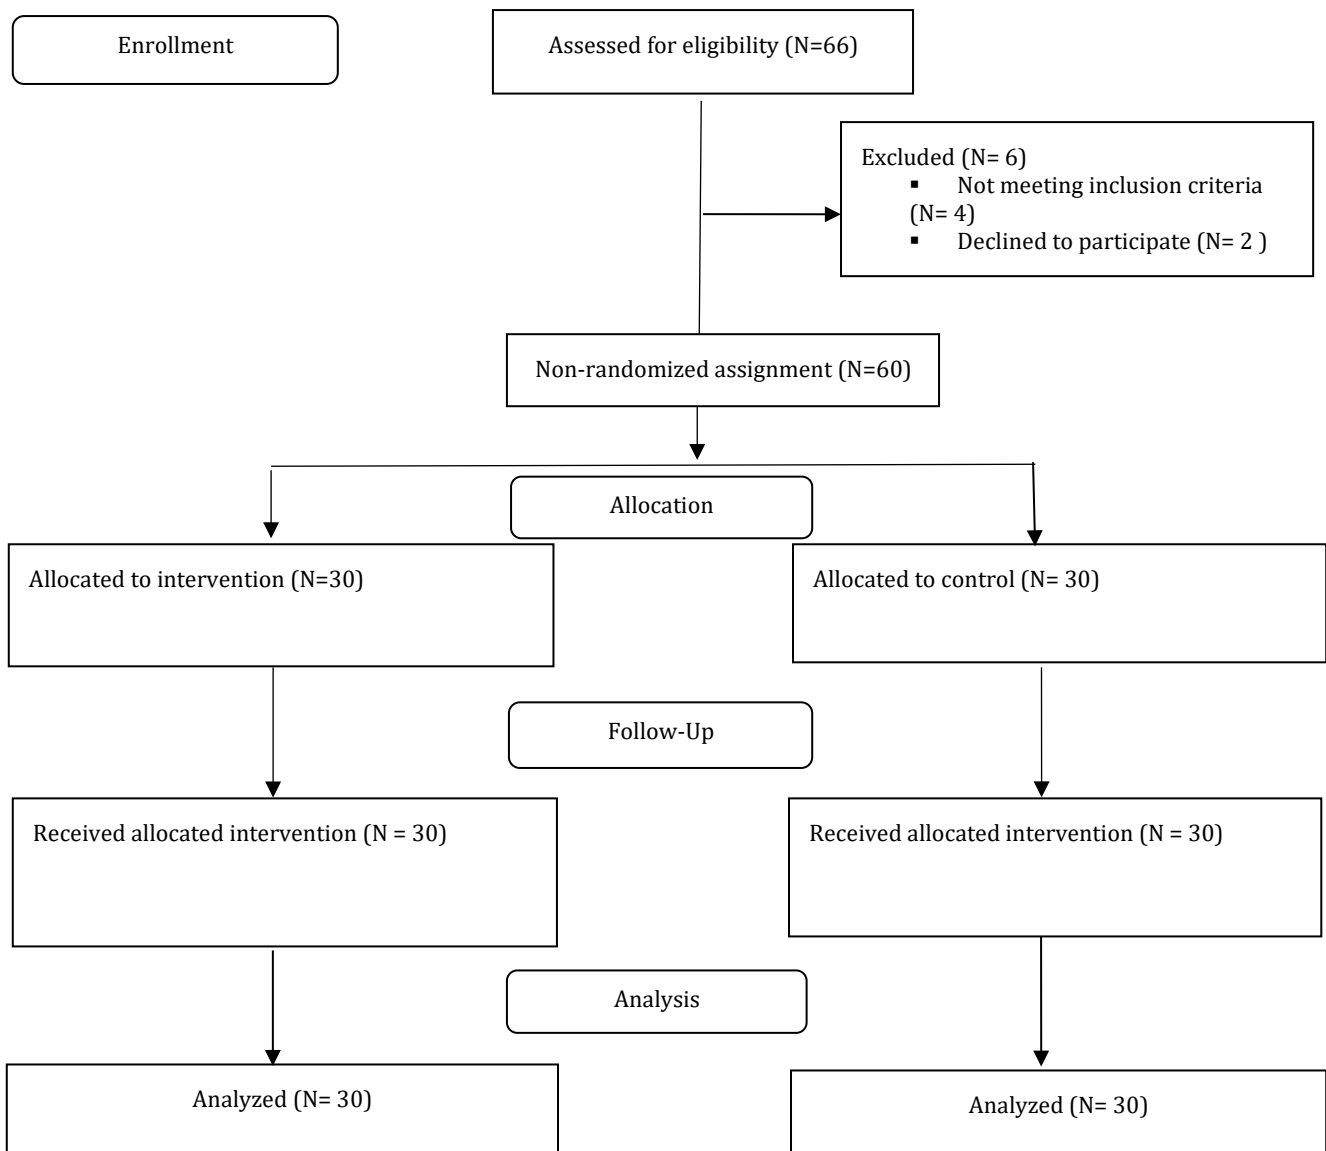 Enrollment
Assessed for eligibility (N=66)
Excluded (N= 6)
▪ Not meeting inclusion criteria
(N= 4)
▪ Declined to participate (N= 2 )
Non-randomized assignment (N=60)
Allocation
Allocated to intervention (N=30)
Allocated to control (N= 30)
Follow-Up
Received allocated intervention (N = 30)
Received allocated intervention (N = 30)
Analysis
Analyzed (N= 30)
Analyzed (N= 30)